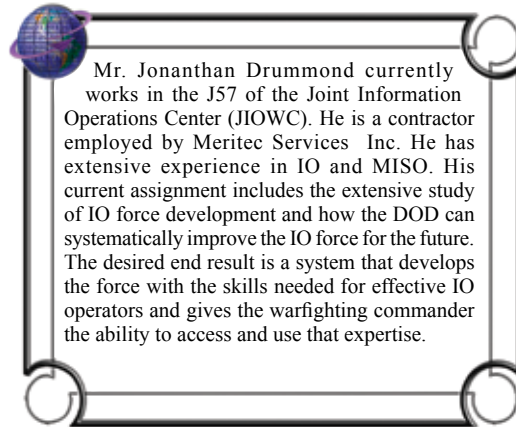 Mr. Jonanthan Drummond currently
works in the J57 of the Joint Information
Operations Center (JIOWC). He is a contractor
employed by Meritec Services Inc. He has
extensive experience in IO and MISO. His
current assignment includes the extensive study
of IO force development and how the DOD can
systematically improve the IO force for the future.
The desired end result is a system that develops
the force with the skills needed for effective IO
operators and gives the warfighting commander
the ability to access and use that expertise.